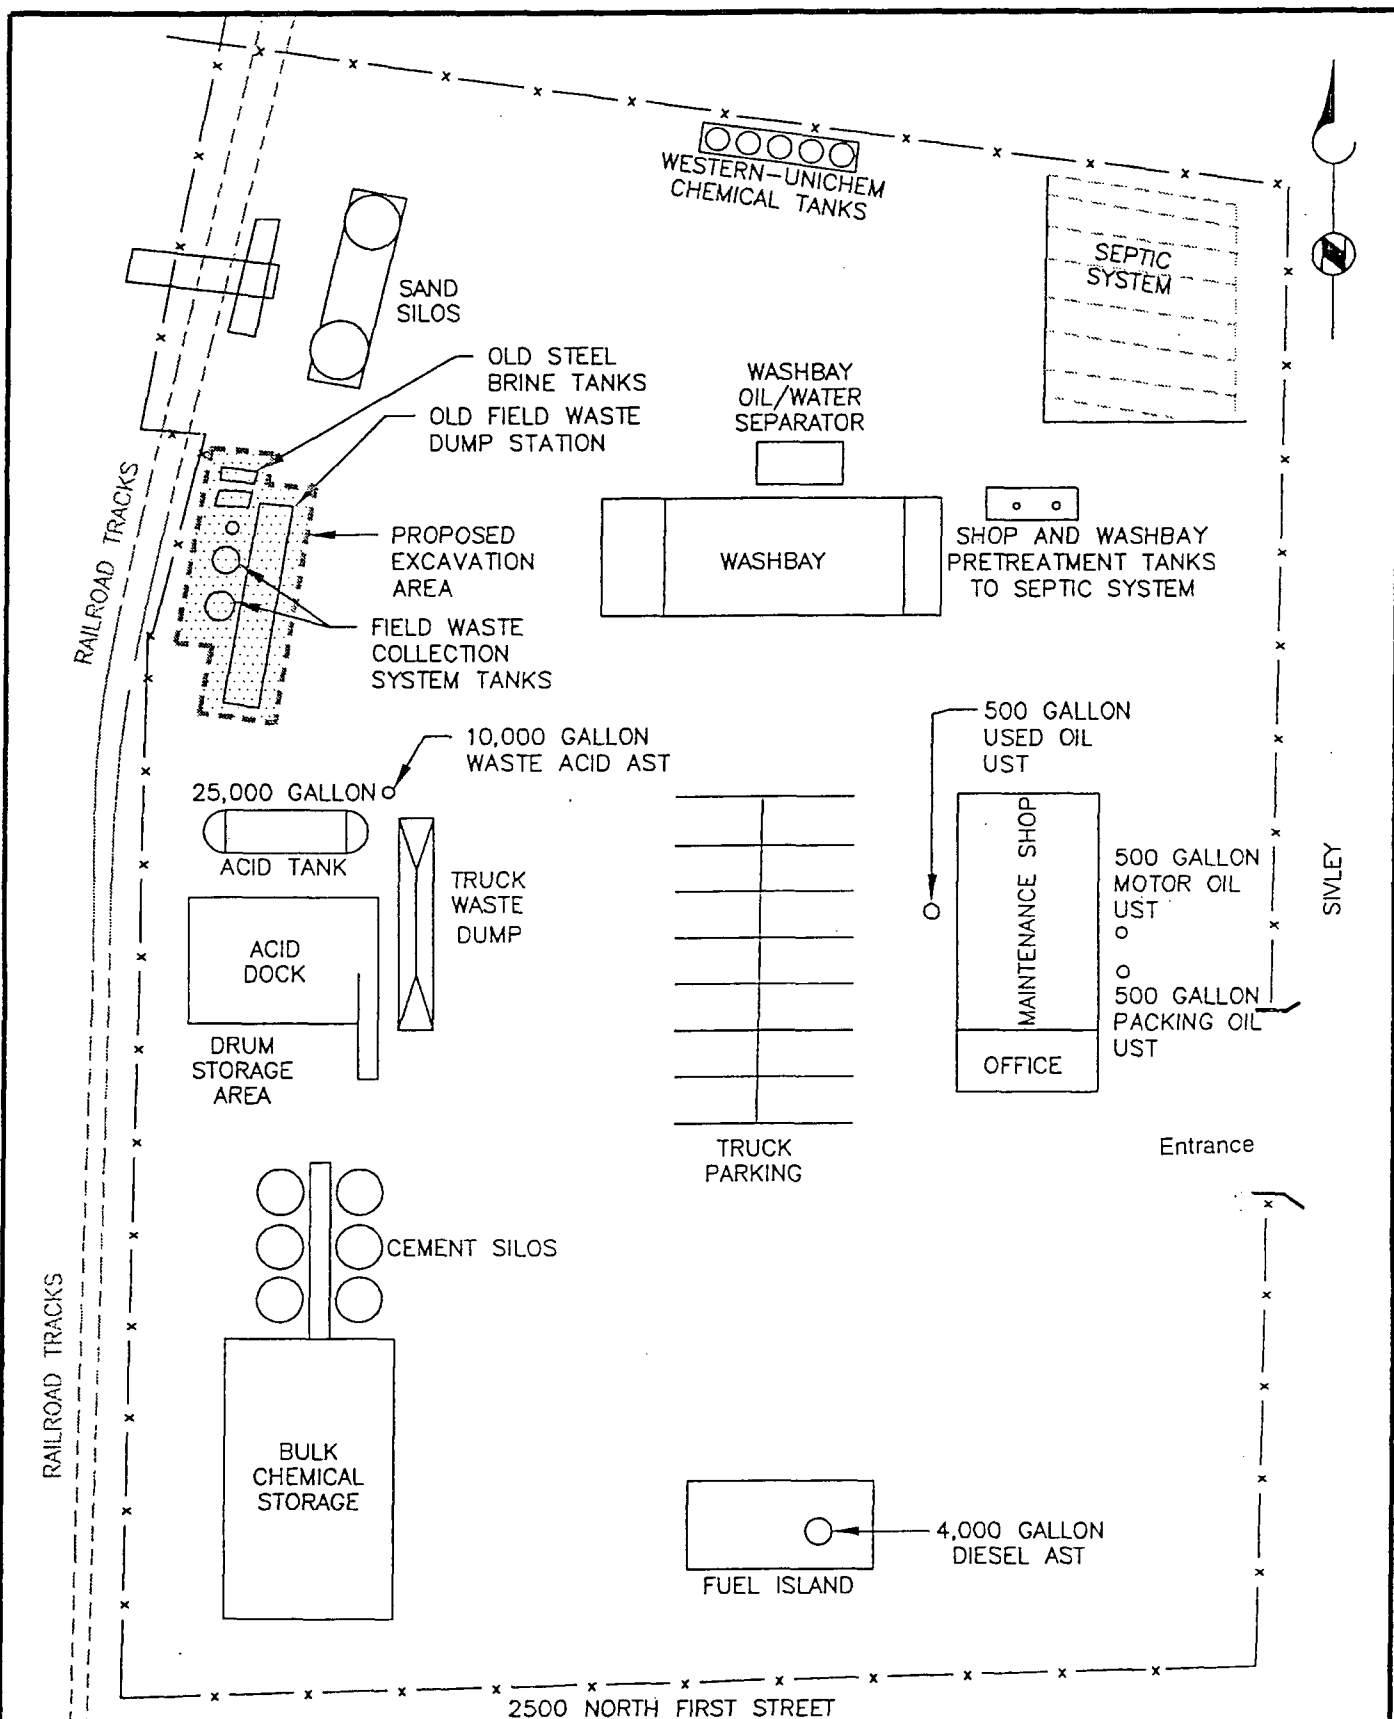 WESTERN-UNICHEM
CHEMICAL TANKS
SEPTIC
SYSTEM
SAND
SILOS
OLD STEEL
BRINE TANKS
OLD FIELD WASTE
DUMP STATION
WASHBAY
OIL/WATER
SEPARATOR
RAILROAD TRACKS
PROPOSED
EXCAVATION
AREA
WASHBAY
SHOP AND WASHBAY
PRETREATMENT TANKS
TO SEPTIC SYSTEM
FIELD WASTE
COLLECTION
SYSTEM TANKS
10,000 GALLON
WASTE ACID AST
500 GALLON
USED OIL
UST
25,000 GALLON
ACID TANK
TRUCK
WASTE
DUMP
ACID
DOCK
DRUM
STORAGE
AREA
MAINTENANCE SHOP
OFFICE
500 GALLON
MOTOR OIL
UST
500 GALLON
PACKING OIL
UST
SIVLEY
TRUCK
PARKING
Entrance
CEMENT SILOS
RAILROAD TRACKS
BULK
CHEMICAL
STORAGE
4,000 GALLON
DIESEL AST
FUEL ISLAND
2500 NORTH FIRST STREET